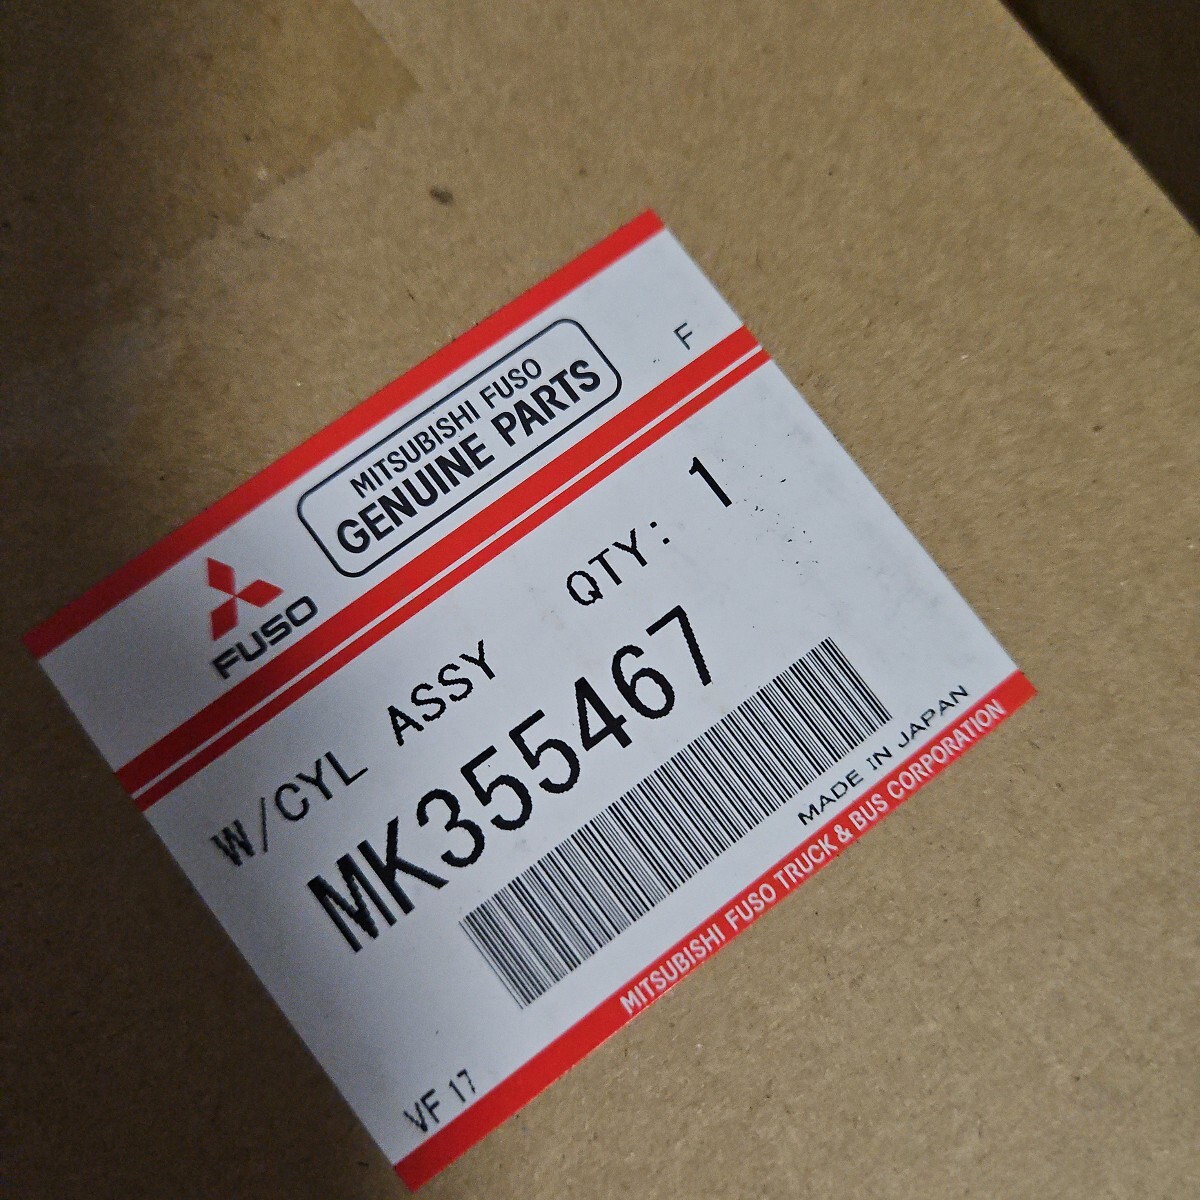 MITSUBISHI FUSO
GENUINE PARTS
F
FUSO
W/CYL ASSY QTY: 1
MK355467
MADE IN JAPAN
VF 17
MITSUBISHI FUSO TRUCK & BUS CORPORATION